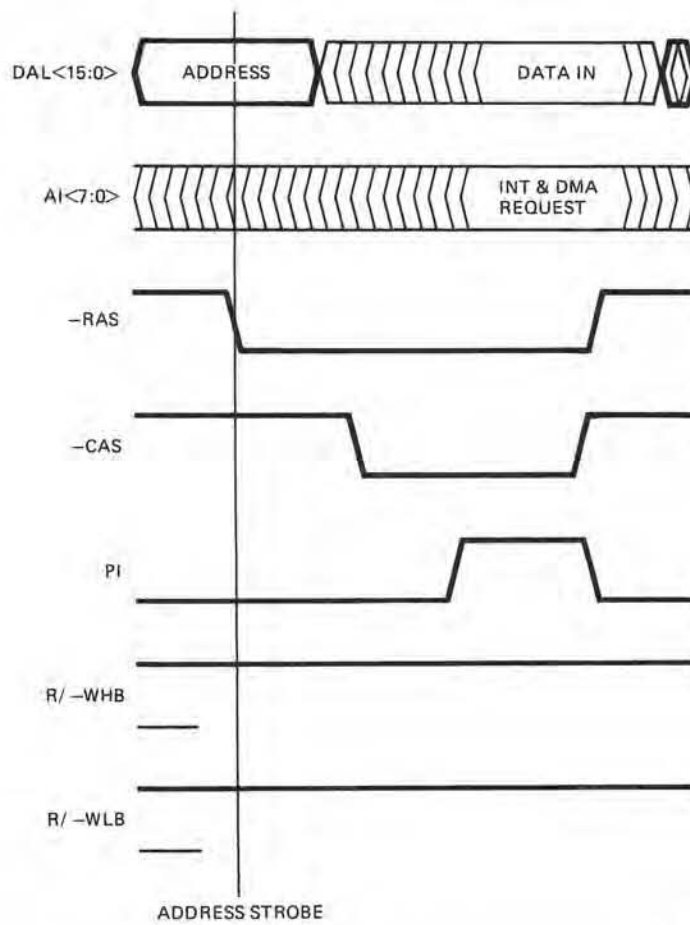 DAL<15:0>
ADDRESS
DATA IN
AI<7:0>
INT & DMA
REQUEST
–RAS
–CAS
PI
R/ –WHB
R/ –WLB
ADDRESS STROBE